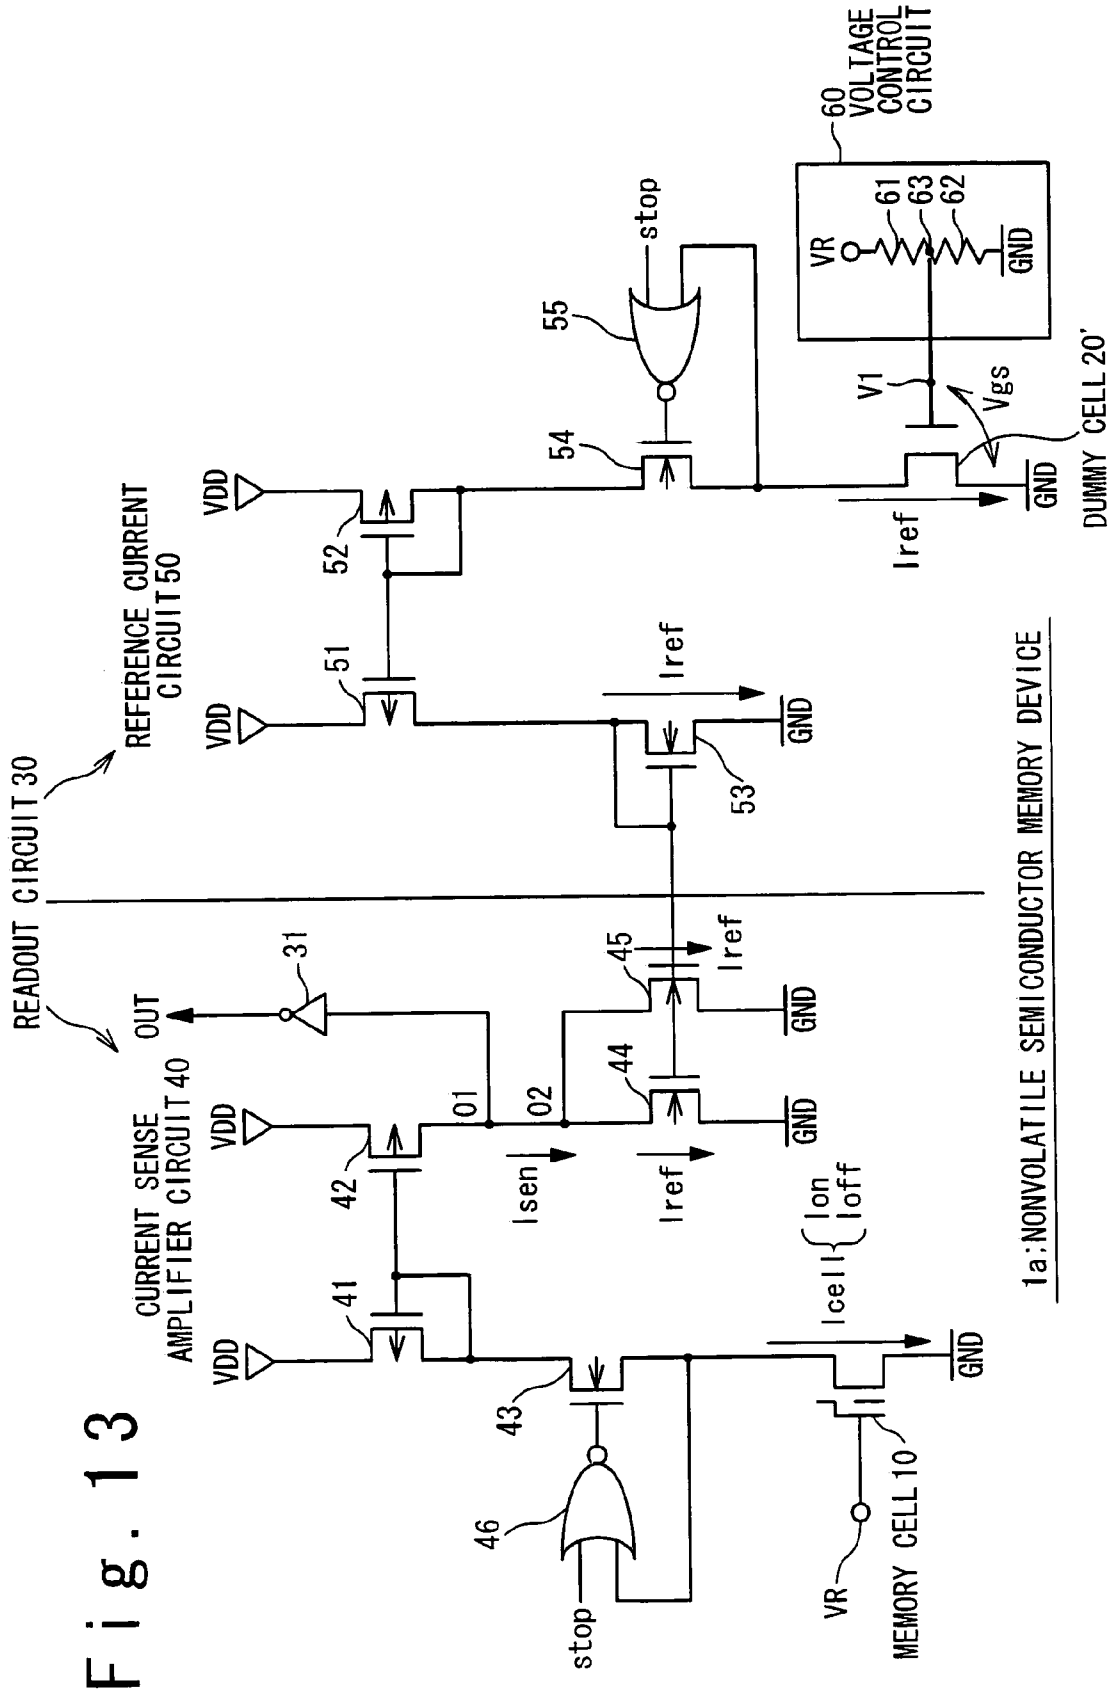 Fig. 13
READOUT CIRCUIT 30
CURRENT SENSE
AMPLIFIER CIRCUIT 40
REFERENCE CURRENT
CIRCUIT 50
OUT
31
VDD
41
VDD
42
O1
O2
Isen
43
46
stop
44
45
Iref
Iref
GND
GND
Icell
Ion
Ioff
VR
MEMORY CELL 10
GND
VDD
51
VDD
52
53
Iref
GND
54
55
stop
Iref
GND
DUMMY CELL 20'
V1
Vgs
VR
61
63
62
GND
60
VOLTAGE
CONTROL
CIRCUIT
1a:NONVOLATILE SEMICONDUCTOR MEMORY DEVICE